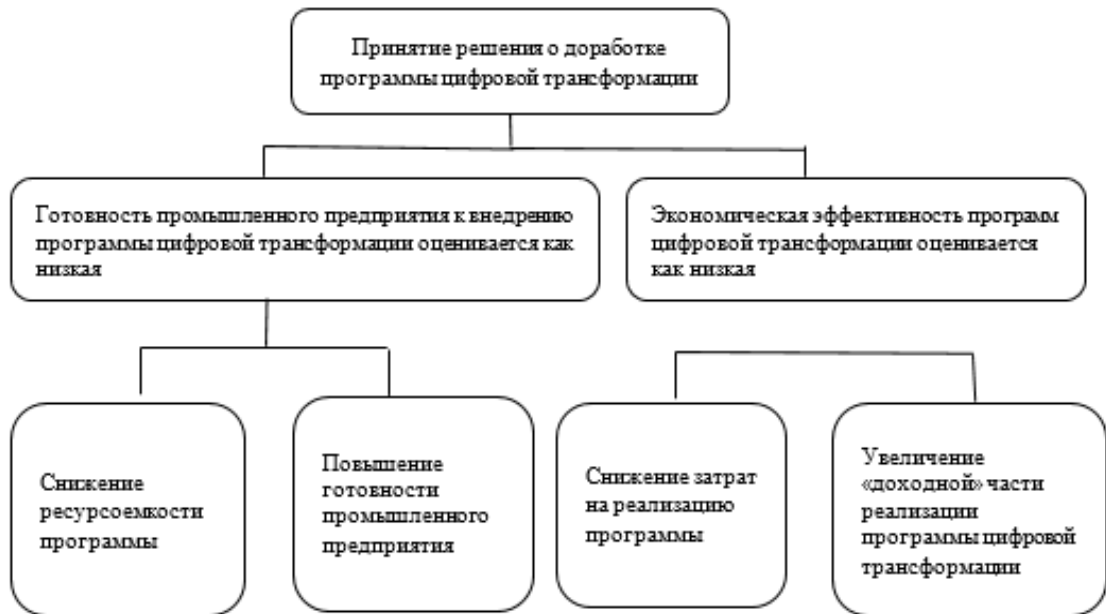 Принятие решения о доработке
программы цифровой трансформации
Готовность промышленного предприятия к внедрению
программы цифровой трансформации оценивается как
низкая
Экономическая эффективность программ
цифровой трансформации оценивается
как низкая
Снижение
ресурсоемкости
программы
Повышение
готовности
промышленного
предприятия
Снижение затрат
на реализацию
программы
Увеличение
«доходной» части
реализации
программы цифровой
трансформации